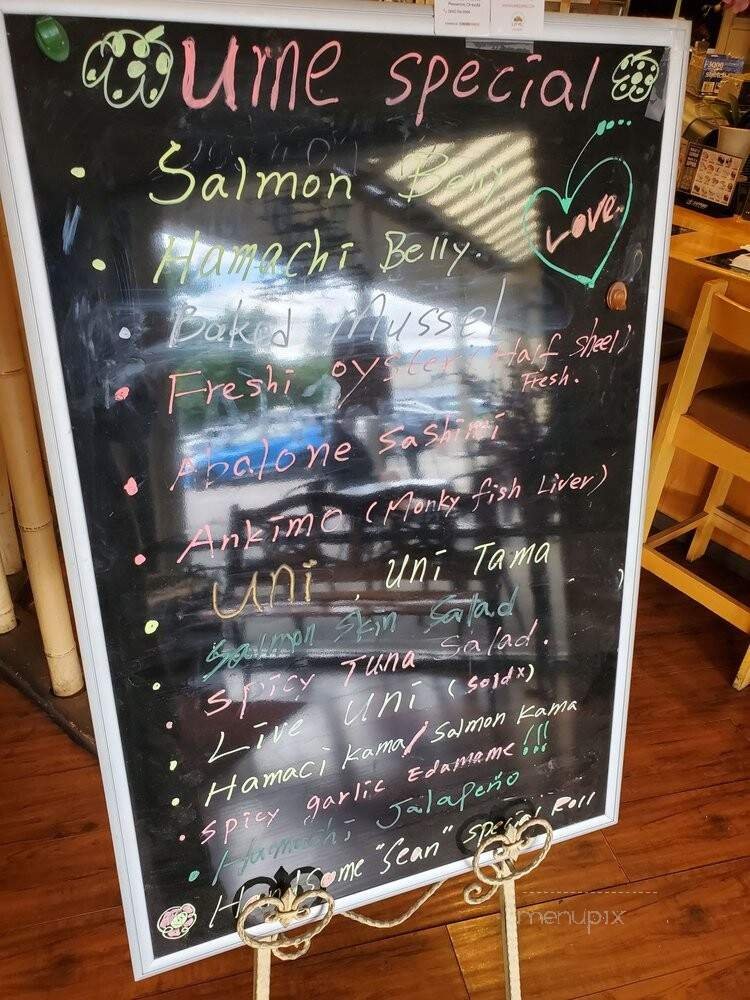 ume special
Salmon Belly
Love.
Hamachi Belly.
Baked Mussel
Freshi oyster (Half sheel)
Fresh.
Abalone sashimi
Ankimo (Monky fish Liver)
uni . uni Tama
Salmon skin Salad
Spicy Tuna Salad.
Live uni (soldx)
Hamaci Kama/Salmon Kama
Spicy garlic Edamame!!!
Hamachi Jalapeño
Handsome "Sean" special Roll
menupix